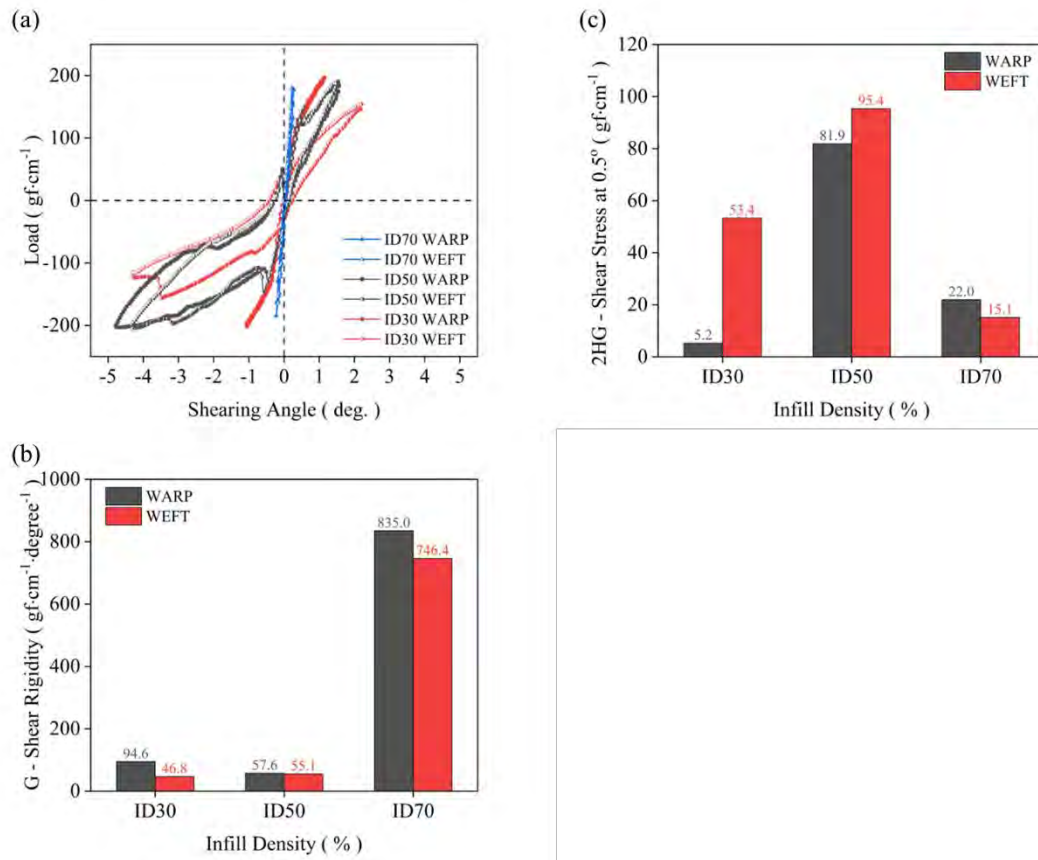 (a)
Load ( gf·cm⁻¹ )
200
100
0
-100
-200
-5 -4 -3 -2 -1 0 1 2 3 4 5
Shearing Angle ( deg. )
ID70 WARP
ID70 WEFT
ID50 WARP
ID50 WEFT
ID30 WARP
ID30 WEFT
(c)
2HG - Shear Stress at 0.5° ( gf·cm⁻¹ )
120
100
80
60
40
20
0
WARP
WEFT
5.2
53.4
81.9
95.4
22.0
15.1
ID30 ID50 ID70
Infill Density ( % )
(b)
G - Shear Rigidity ( gf·cm⁻¹·degree⁻¹ )
1000
800
600
400
200
0
WARP
WEFT
94.6
46.8
57.6
55.1
835.0
746.4
ID30 ID50 ID70
Infill Density ( % )